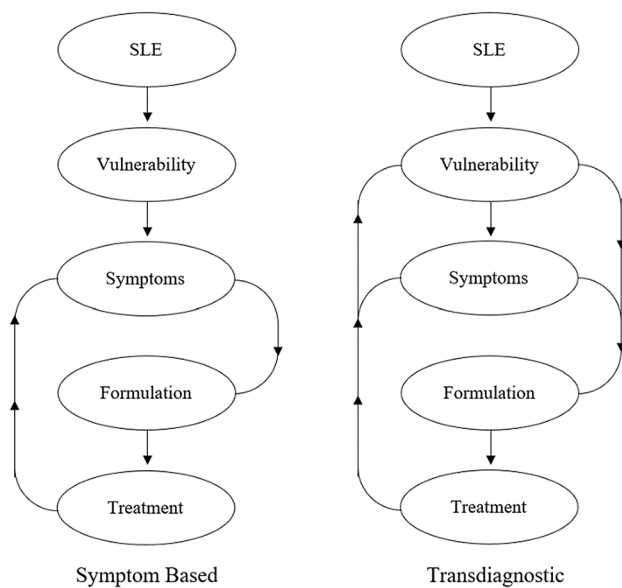 SLE
Vulnerability
Symptoms
Formulation
Treatment
Symptom Based
SLE
Vulnerability
Symptoms
Formulation
Treatment
Transdiagnostic